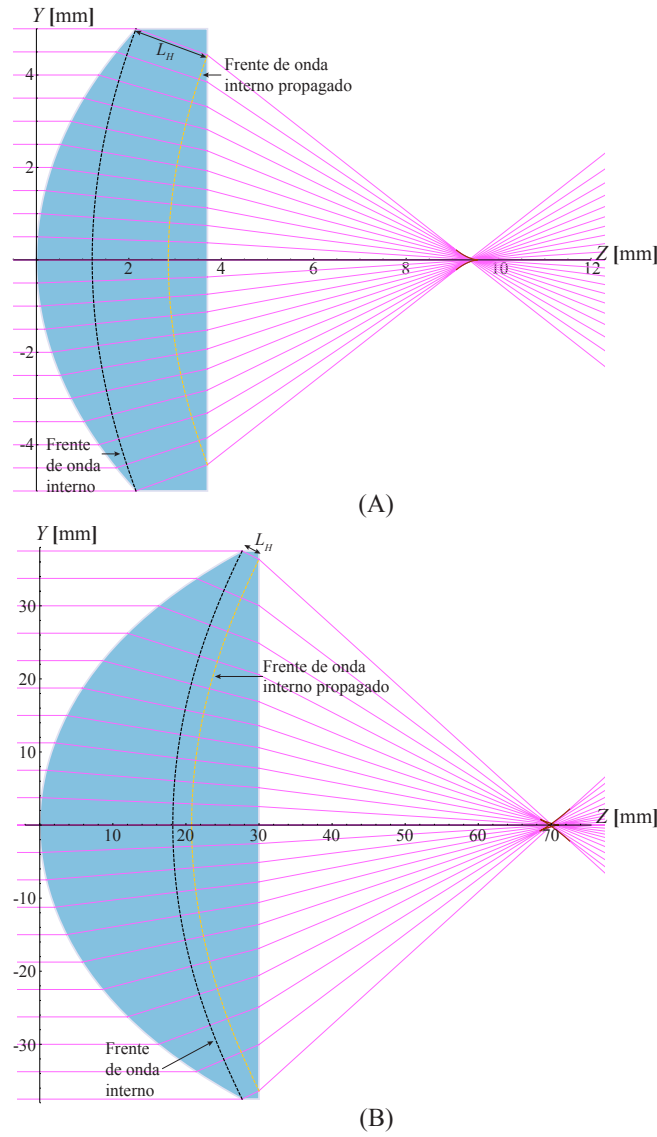 Y [mm]
L_H
Frente de onda
interno propagado
4
2
Z [mm]
2
4
6
8
10
12
-2
-4
Frente
de onda
interno
(A)
Y [mm]
L_H
30
Frente de onda
interno propagado
20
10
Z [mm]
10
20
30
40
50
60
70
-10
-20
-30
Frente
de onda
interno
(B)